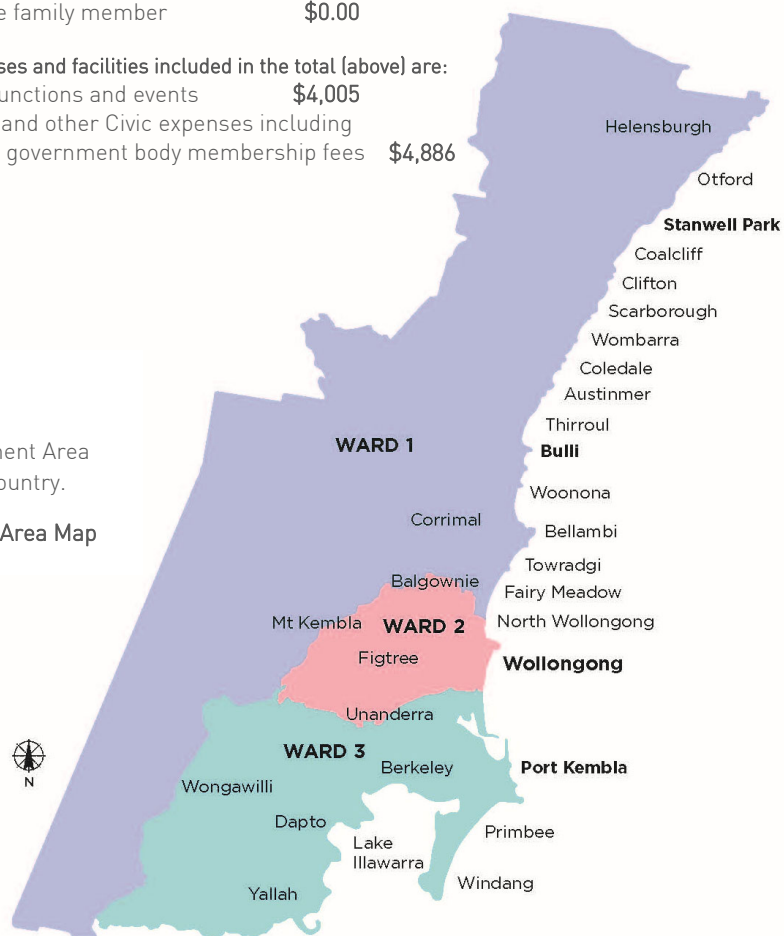 e family member $0.00
ses and facilities included in the total (above) are:
unctions and events $4,005
and other Civic expenses including
government body membership fees $4,886
Helensburgh
Otford
Stanwell Park
Coalcliff
Clifton
Scarborough
Wombarra
Coledale
Austinmer
Thirroul
WARD 1
Bulli
ment Area
ountry.
Woonona
Corrimal
Area Map
Bellambi
Towradgi
Balgownie
Fairy Meadow
Mt Kembla
WARD 2
North Wollongong
Figtree
Wollongong
Unanderra
WARD 3
Berkeley
Port Kembla
N
Wongawilli
Dapto
Primbee
Lake
Illawarra
Windang
Yallah